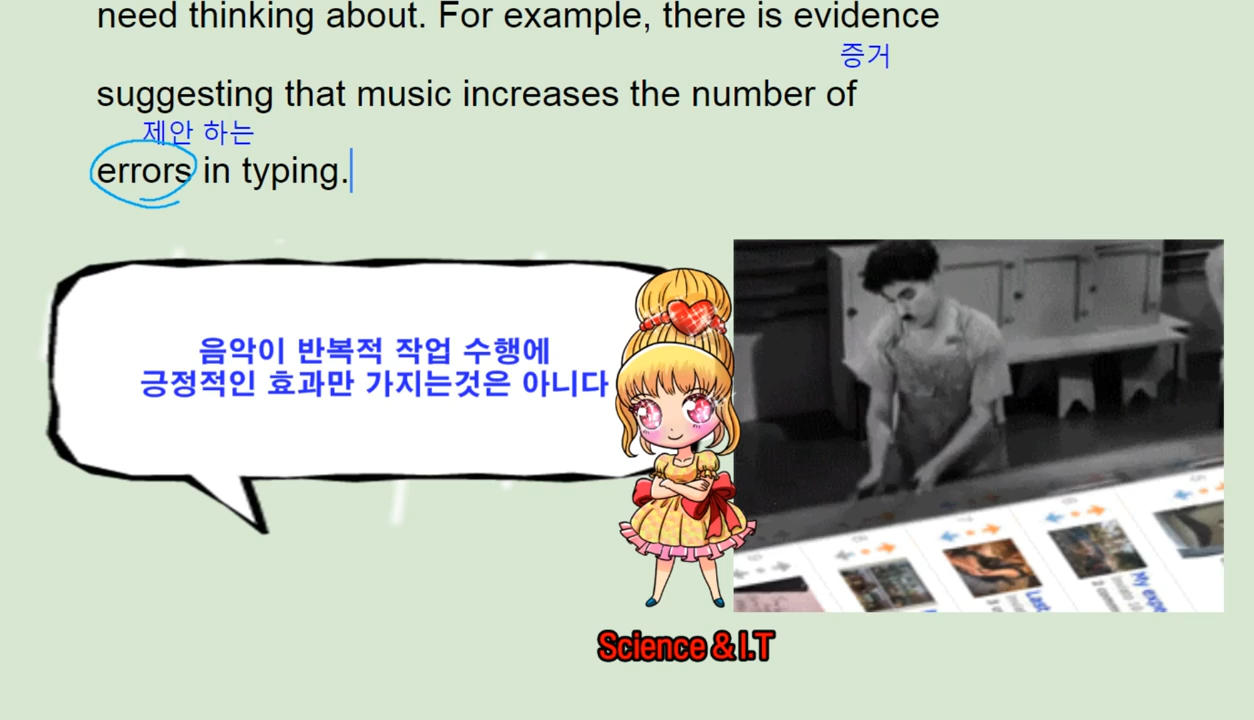 need thinking about. For example, there is evidence
증거
suggesting that music increases the number of
제안 하는
errors in typing.
음악이 반복적 작업 수행에
긍정적인 효과만 가지는것은 아니다
Science & I.T